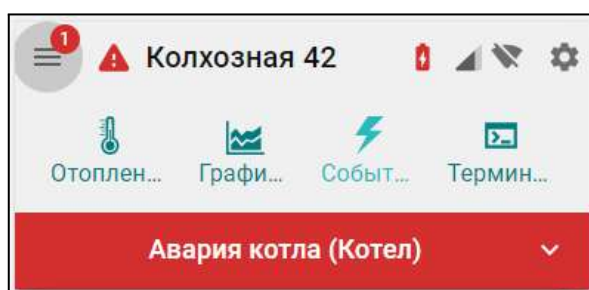 1
Колхозная 42
Отоплен... Графи... Событ... Термин...
Авария котла (Котел)